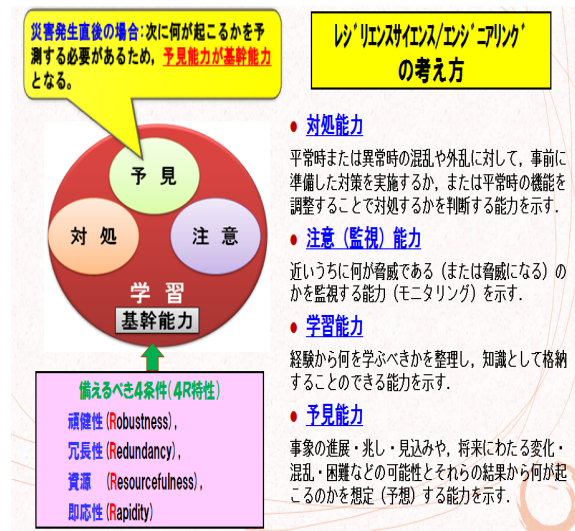 災害発生直後の場合:次に何が起こるかを予
測する必要があるため，予見能力が基幹能力
となる。
予 見
対 処
注 意
学 習
基幹能力
備えるべき4条件(4R特性)
頑健性(Robustness),
冗長性(Redundancy),
資源 (Resourcefulness),
即応性(Rapidity)
ﾚｼﾞﾘｴﾝｽｻｲｴﾝｽ/ｴﾝｼﾞﾆｱﾘﾝｸﾞ
の考え方
● 対処能力
平常時または異常時の混乱や外乱に対して，事前に
準備した対策を実施するか，または平常時の機能を
調整することで対処するかを判断する能力を示す.
● 注意（監視）能力
近いうちに何が脅威である（または脅威になる）の
かを監視する能力（モニタリング）を示す.
● 学習能力
経験から何を学ぶべきかを整理し，知識として格納
することのできる能力を示す.
● 予見能力
事象の進展・兆し・見込みや，将来にわたる変化・
混乱・困難などの可能性とそれらの結果から何が起
こるのかを想定（予想）する能力を示す.